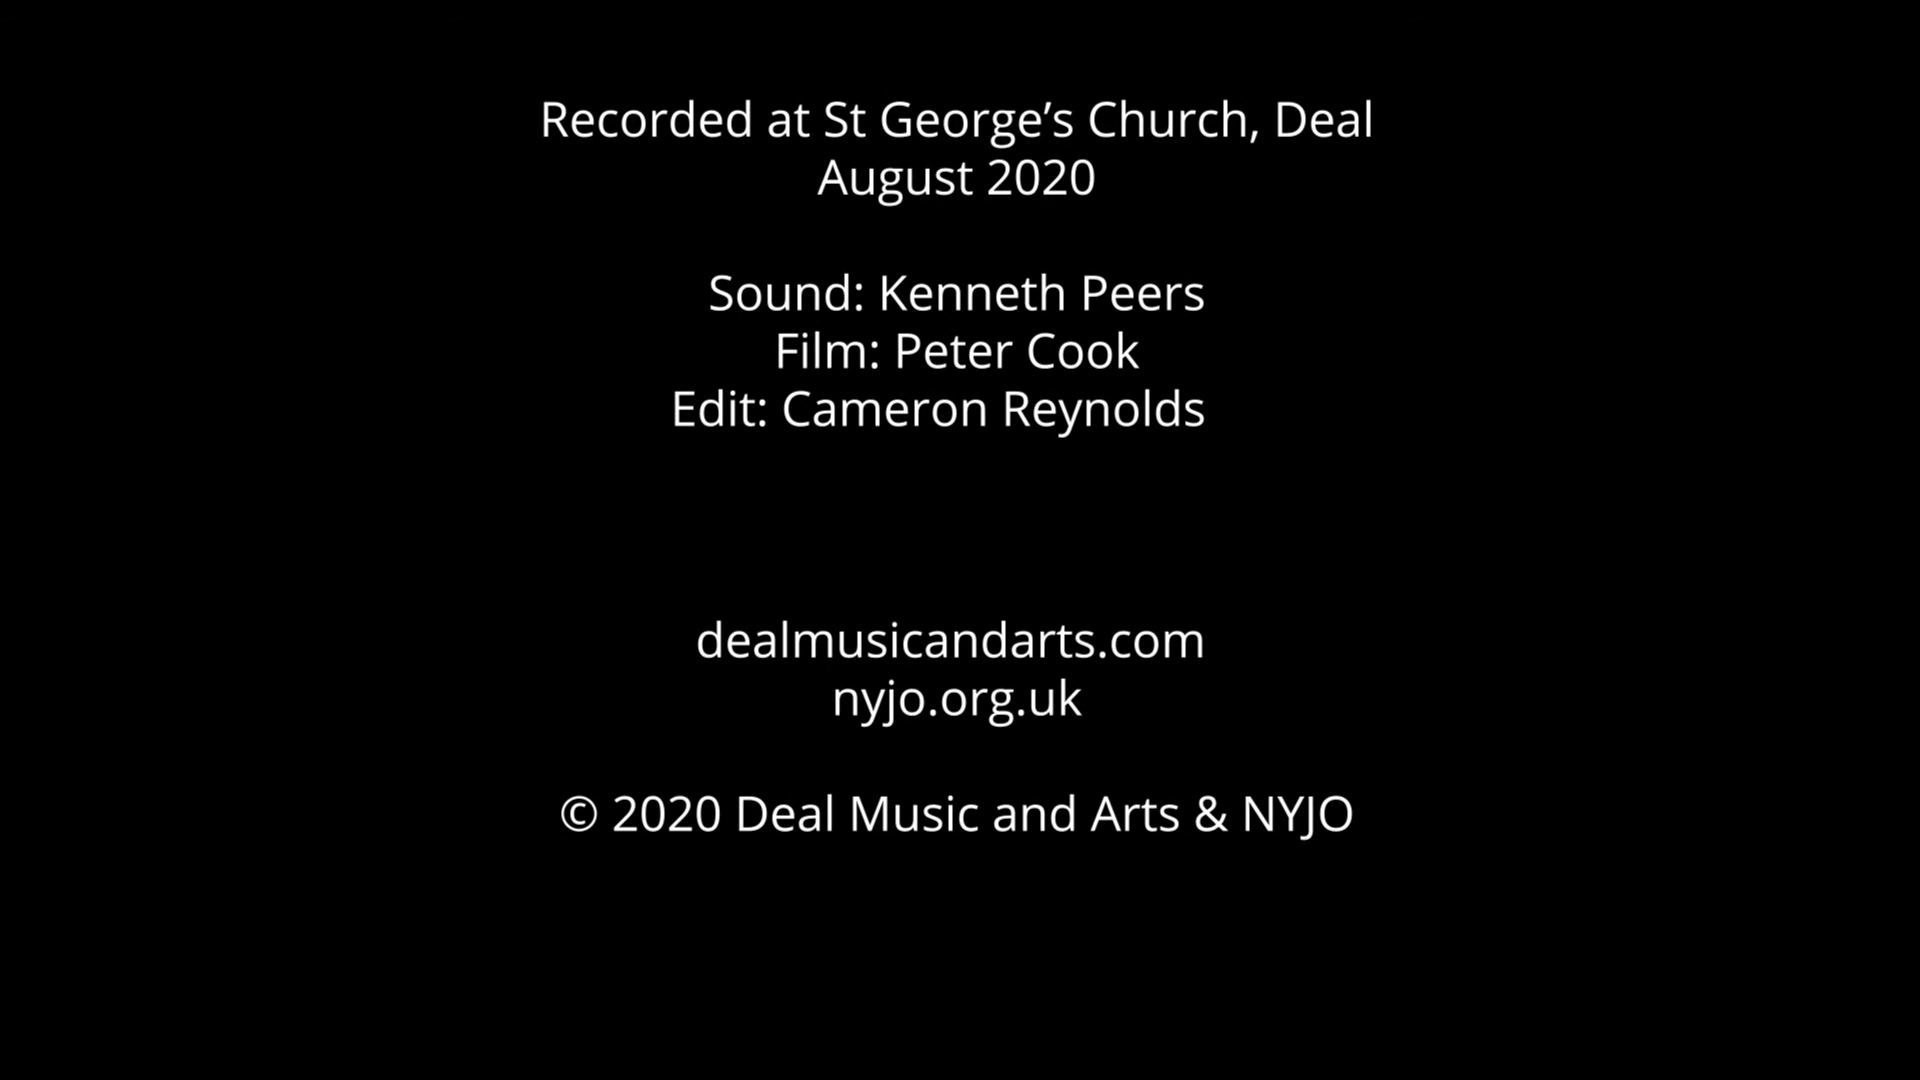 Recorded at St George’s Church, Deal
August 2020
Sound: Kenneth Peers
Film: Peter Cook
Edit: Cameron Reynolds
dealmusicandarts.com
nyjo.org.uk
© 2020 Deal Music and Arts & NYJO